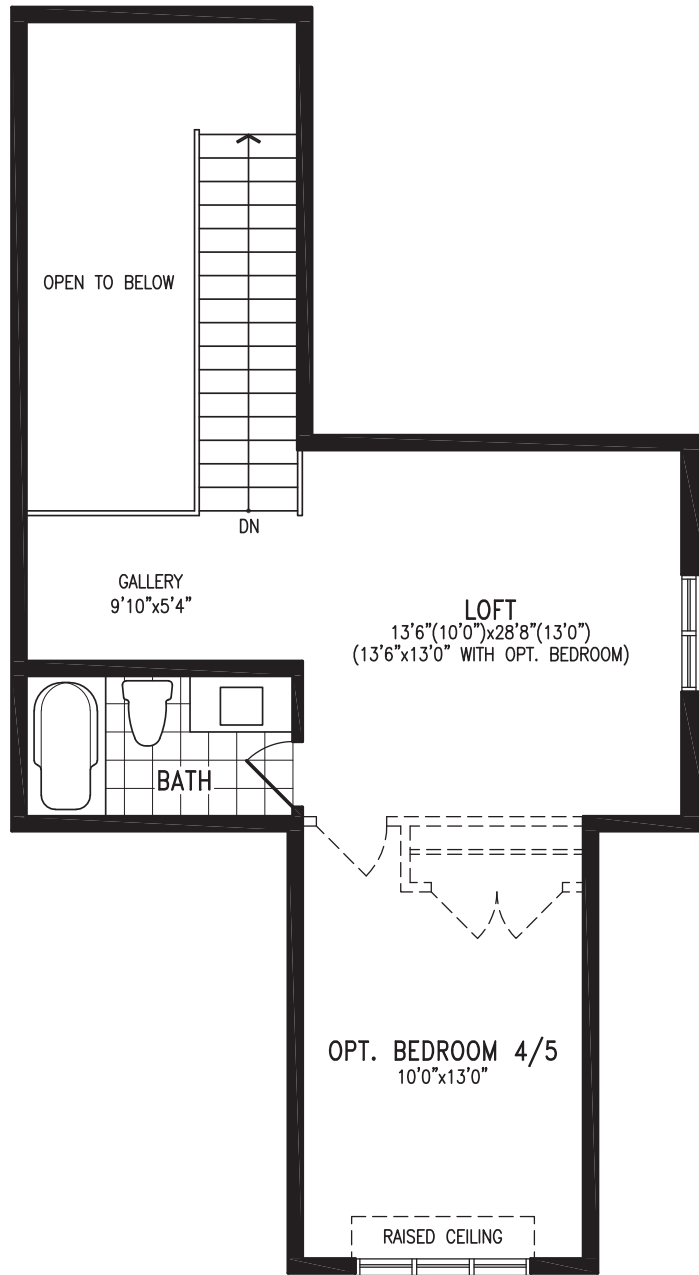 OPEN TO BELOW
DN
GALLERY
9'10"x5'4"
LOFT
13'6"(10'0")x28'8"(13'0")
(13'6"x13'0" WITH OPT. BEDROOM)
BATH
OPT. BEDROOM 4/5
10'0"x13'0"
RAISED CEILING